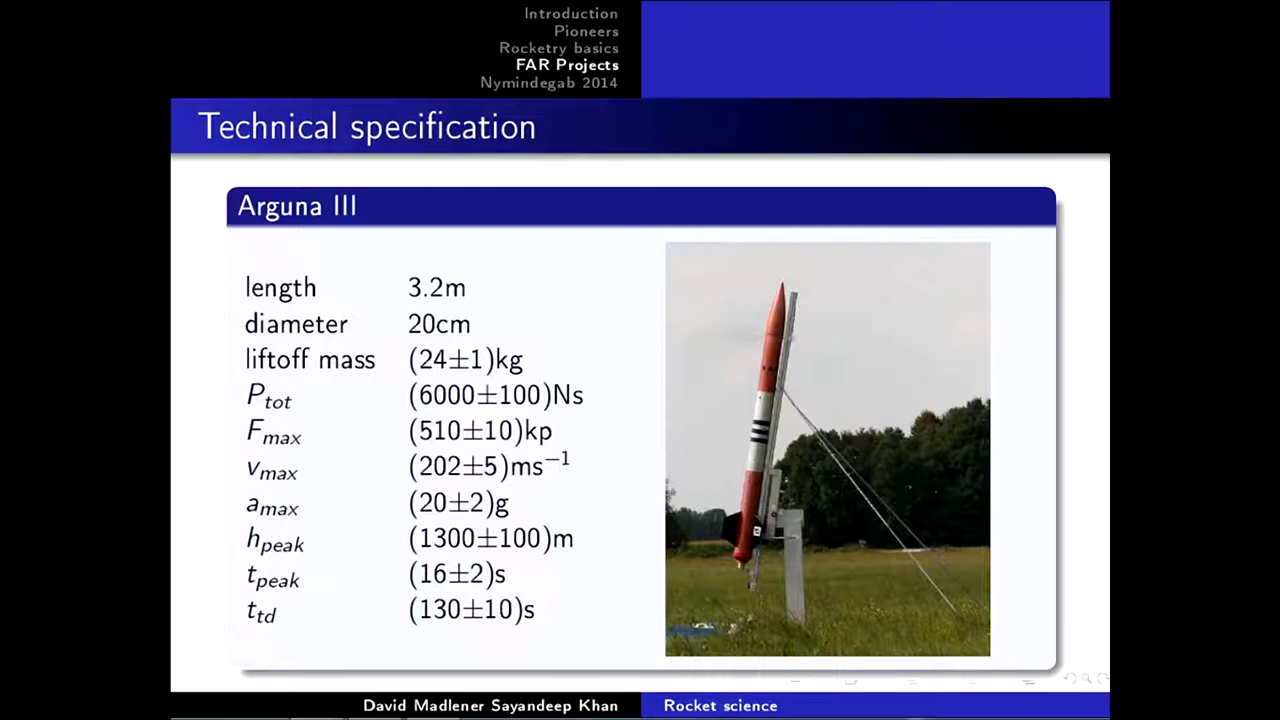 Introduction
Pioneers
Rocketry basics
FAR Projects
Nymindegab 2014
Technical specification
Arguna III
length 3.2m
diameter 20cm
liftoff mass (24±1)kg
P_tot (6000±100)Ns
F_max (510±10)kp
v_max (202±5)ms⁻¹
a_max (20±2)g
h_peak (1300±100)m
t_peak (16±2)s
t_td (130±10)s
David Madlener Sayandeep Khan Rocket science